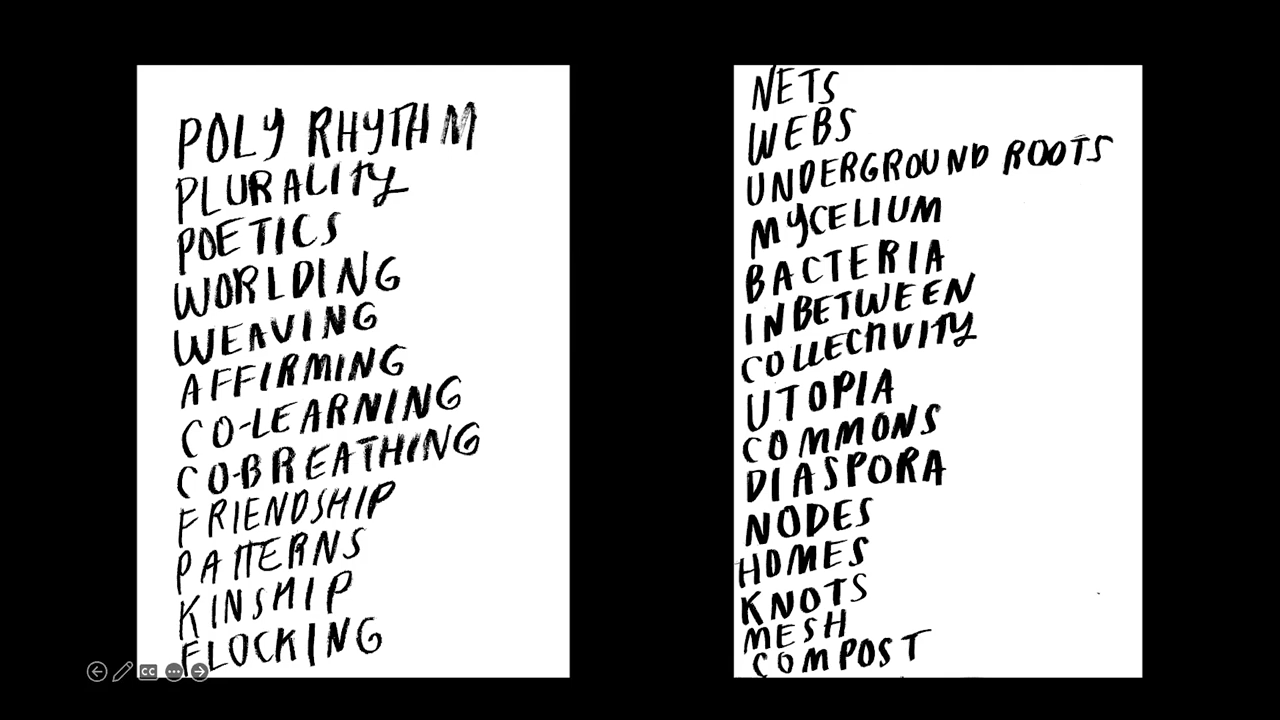 POLY RHYTHM
PLURALITY
POETICS
WORLDING
WEAVING
AFFIRMING
CO-LEARNING
CO-BREATHING
FRIENDSHIP
PATTERNS
KINSHIP
FLOCKING
NETS
WEBS
UNDERGROUND ROOTS
MYCELIUM
BACTERIA
INBETWEEN
COLLECTIVITY
UTOPIA
COMMONS
DIASPORA
NODES
HOMES
KNOTS
MESH
COMPOST
CC